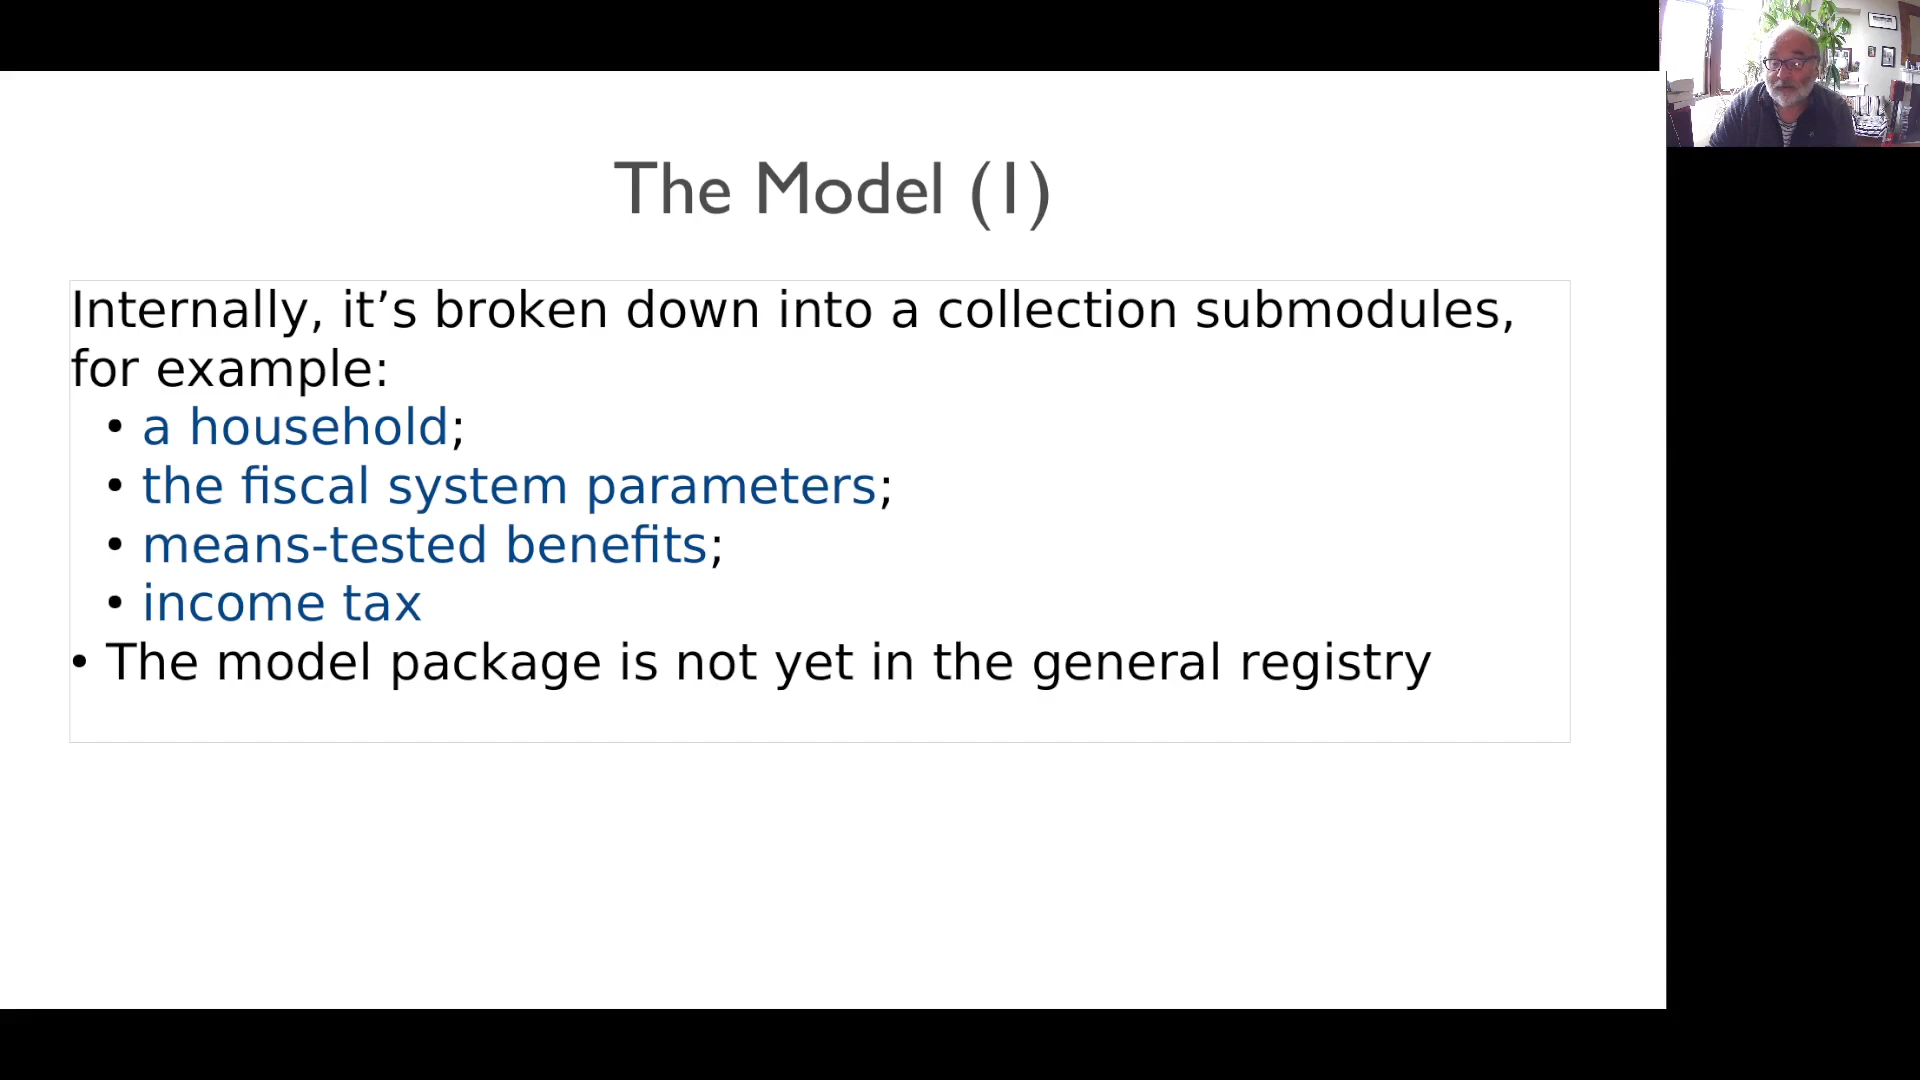 The Model (1)
Internally, it’s broken down into a collection submodules,
for example:
• a household;
• the fiscal system parameters;
• means-tested benefits;
• income tax
• The model package is not yet in the general registry